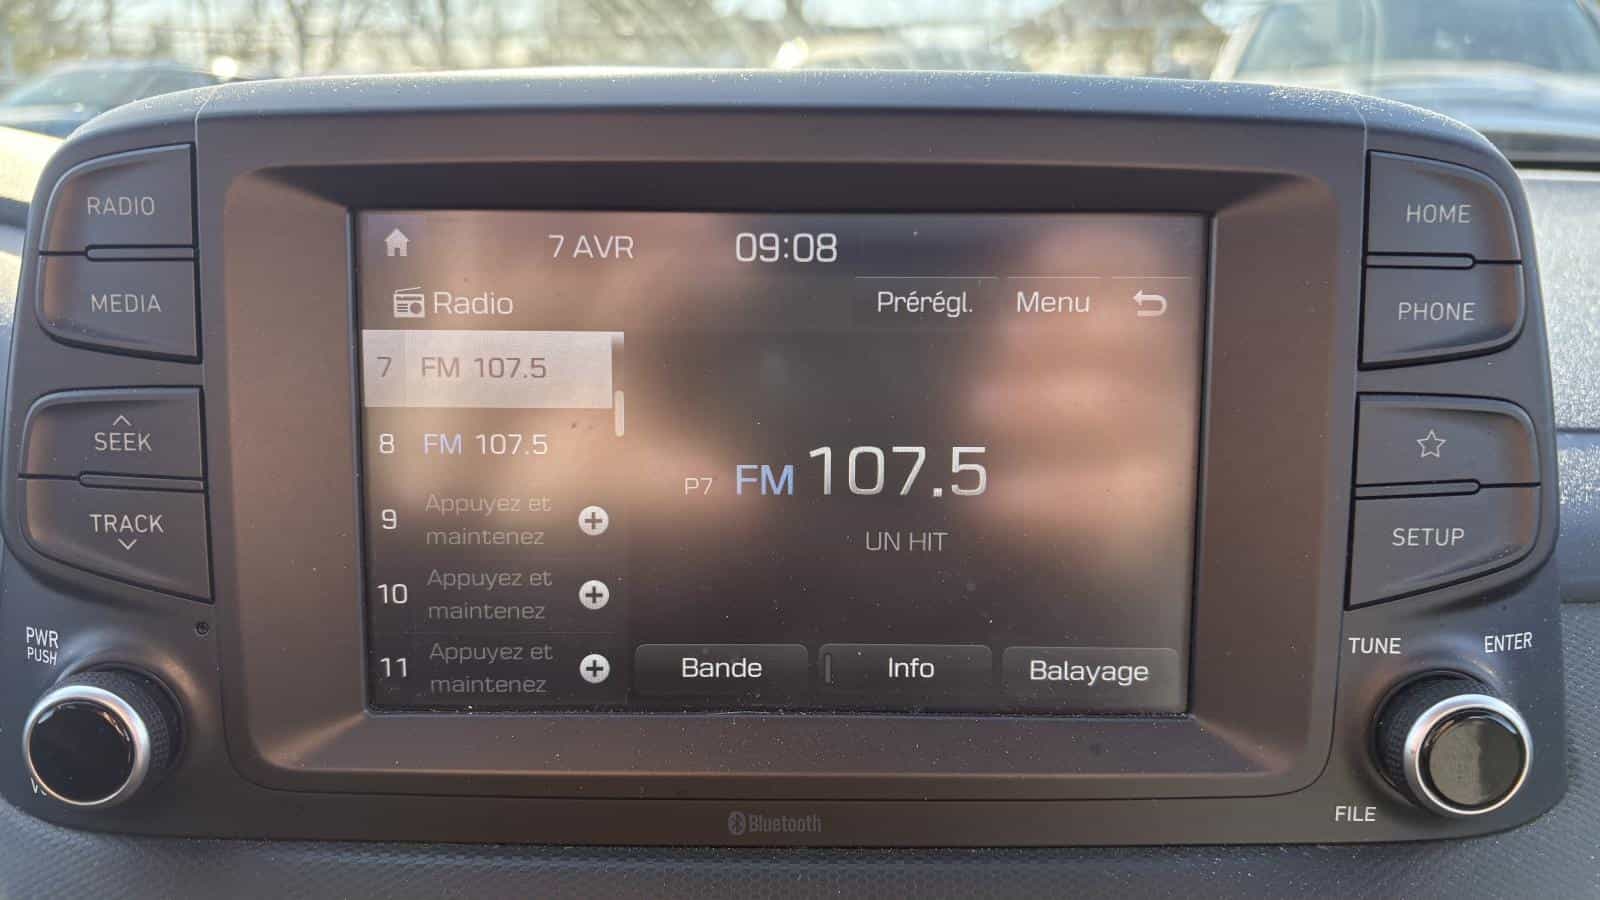 RADIO
MEDIA
SEEK
TRACK
PWR
PUSH
7 AVR 09:08
Radio Prérégl. Menu
7 FM 107.5
8 FM 107.5
9 Appuyez et
maintenez
10 Appuyez et
maintenez
11 Appuyez et
maintenez
P7 FM 107.5
UN HIT
Bande Info Balayage
HOME
PHONE
SETUP
TUNE ENTER
FILE
Bluetooth